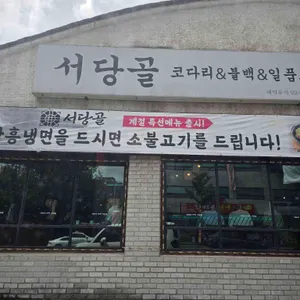 서당골 코다리&불백&일품
서당골
계절 특선메뉴 출시!
함흥냉면을 드시면 소불고기를 드립니다!